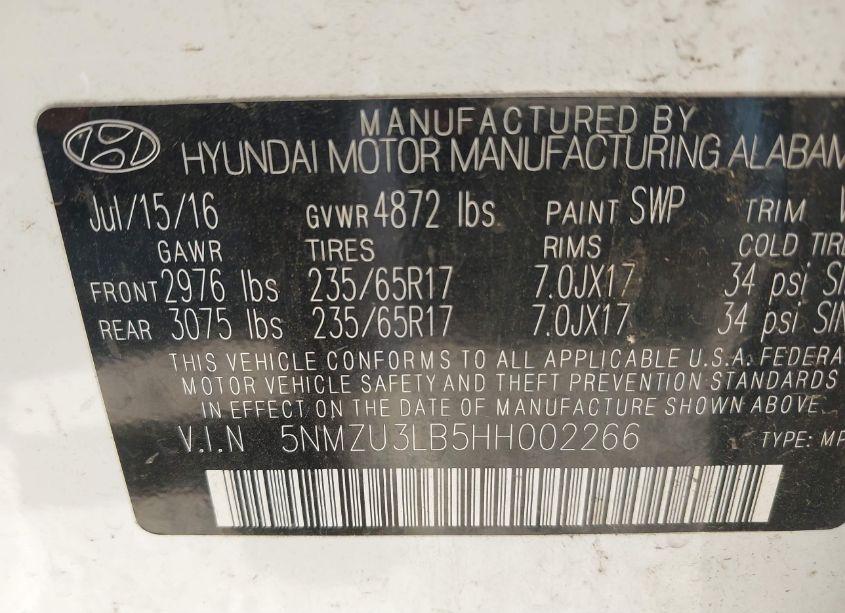 MANUFACTURED BY
HYUNDAI MOTOR MANUFACTURING ALABAM
Jul/15/16 GVWR 4872 lbs PAINT SWP TRIM
GAWR TIRES RIMS COLD TIRE
FRONT 2976 lbs 235/65R17 7.0JX17 34 psi SIN
REAR 3075 lbs 235/65R17 7.0JX17 34 psi SIN
THIS VEHICLE CONFORMS TO ALL APPLICABLE U.S.A. FEDERA
MOTOR VEHICLE SAFETY AND THEFT PREVENTION STANDARDS
IN EFFECT ON THE DATE OF MANUFACTURE SHOWN ABOVE.
V.I.N 5NMZU3LB5HH002266 TYPE: MP